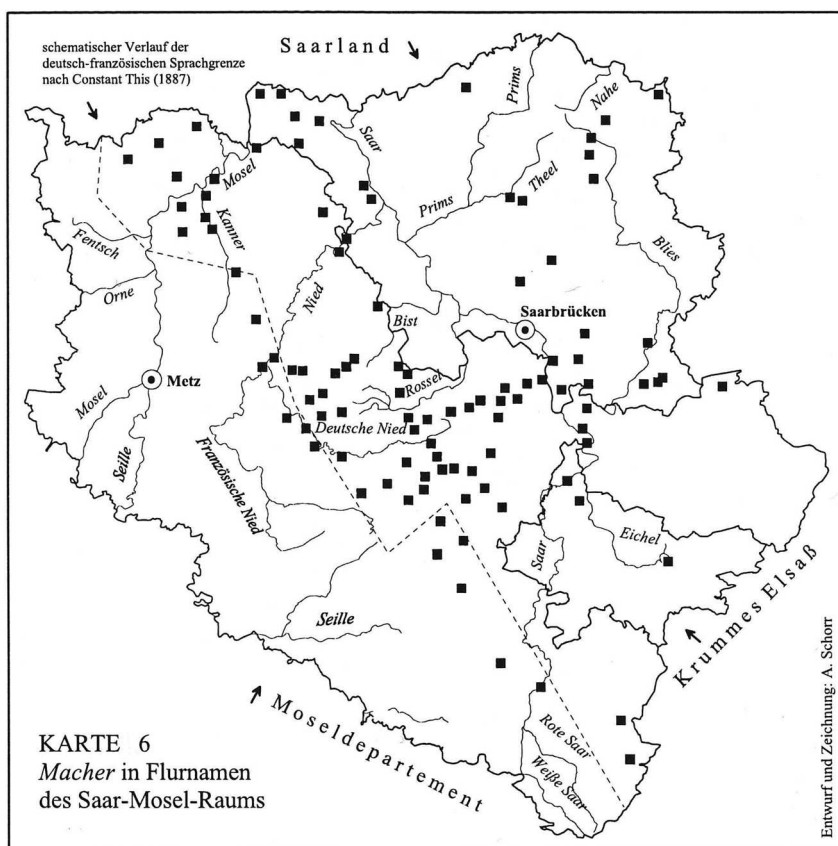 schematischer Verlauf der
deutsch-französischen Sprachgrenze
nach Constant This (1887)
Saarland
Prims
Nahe
Saar
Mosel
Theel
Prims
Kanner
Fentsch
Blies
Orne
Nied
Bist
Saarbrücken
Metz
Rossel
Mosel
Deutsche Nied
Seille
Französische Nied
Saar
Eichel
Seille
Krummes Elsaß
Moseldepartement
Rote Saar
Weiße Saar
KARTE 6
Macher in Flurnamen
des Saar-Mosel-Raums
Entwurf und Zeichnung: A. Schorr